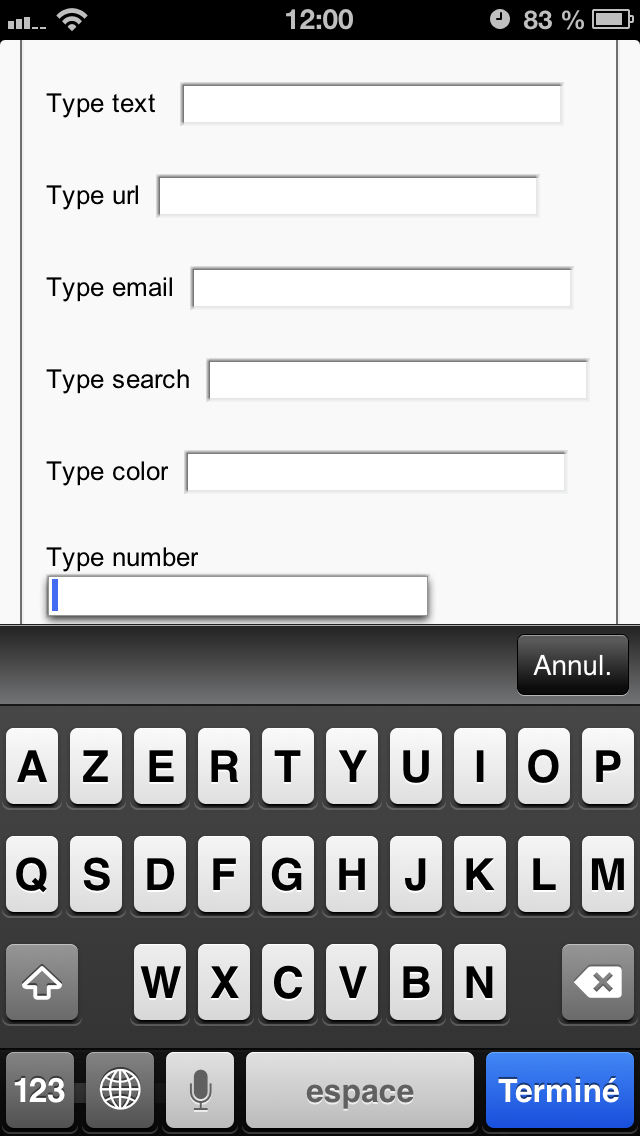 12:00 83 %
Type text
Type url
Type email
Type search
Type color
Type number
Annul.
A Z E R T Y U I O P
Q S D F G H J K L M
W X C V B N
123 espace Terminé